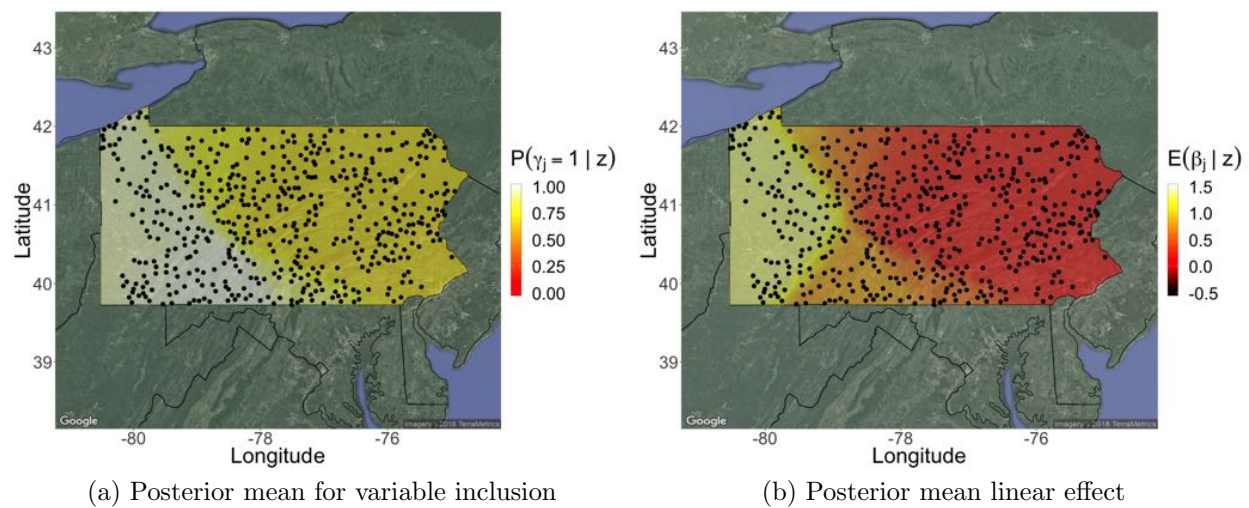 43
42
41
40
39
Latitude
-80
-78
-76
Longitude
Google
Imagery ©2018 TerraMetrics
P(γj = 1 | z)
1.00
0.75
0.50
0.25
0.00
(a) Posterior mean for variable inclusion
43
42
41
40
39
Latitude
-80
-78
-76
Longitude
Google
Imagery ©2018 TerraMetrics
E(βj | z)
1.5
1.0
0.5
0.0
-0.5
(b) Posterior mean linear effect